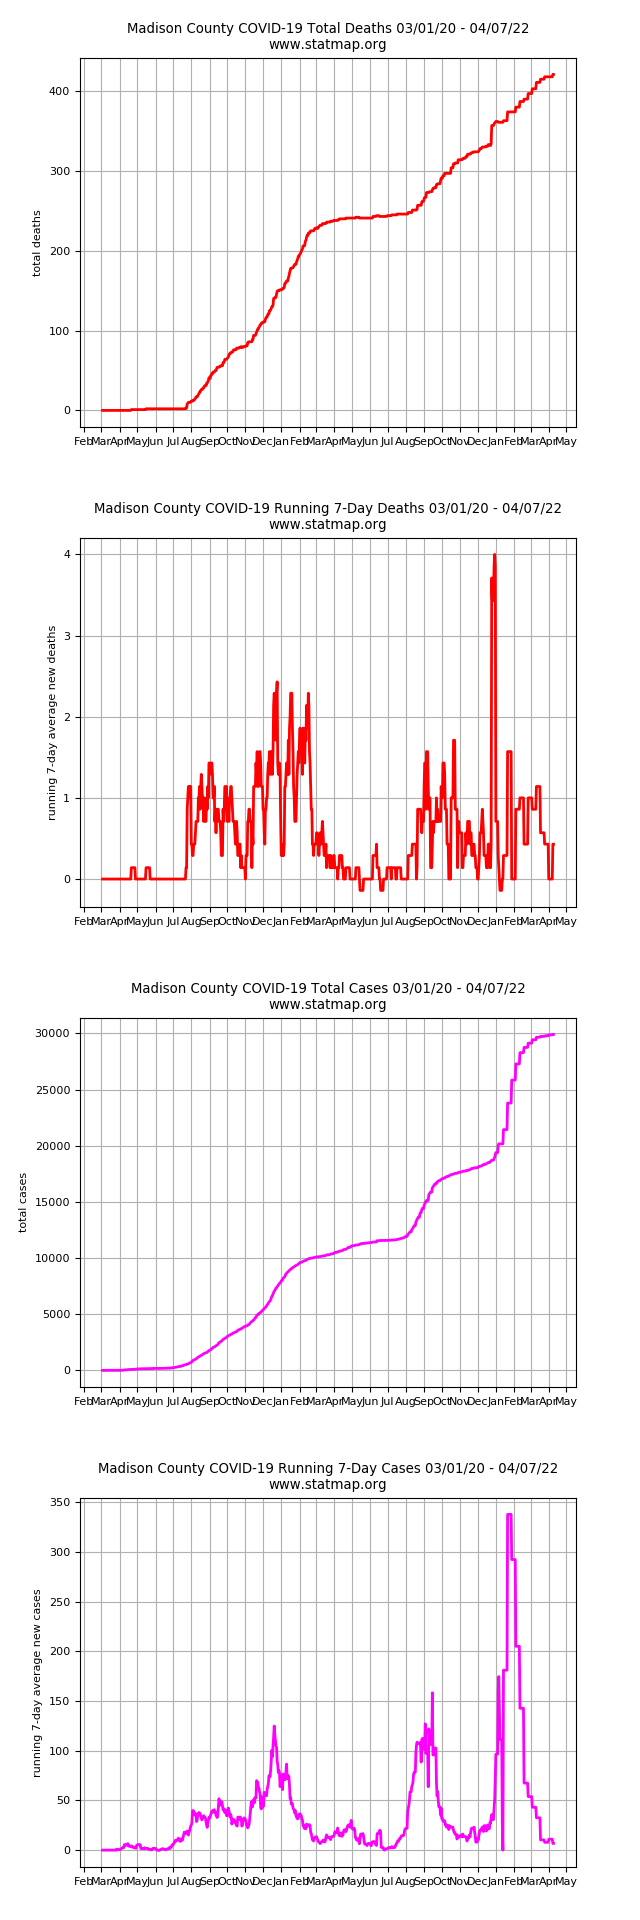 Madison County COVID-19 Total Deaths 03/01/20 - 04/07/22
www.statmap.org
400
300
200
100
0
total deaths
Feb Mar Apr May Jun Jul Aug Sep Oct Nov Dec Jan Feb Mar Apr May Jun Jul Aug Sep Oct Nov Dec Jan Feb Mar Apr May
Madison County COVID-19 Running 7-Day Deaths 03/01/20 - 04/07/22
www.statmap.org
4
3
2
1
0
running 7-day average new deaths
Feb Mar Apr May Jun Jul Aug Sep Oct Nov Dec Jan Feb Mar Apr May Jun Jul Aug Sep Oct Nov Dec Jan Feb Mar Apr May
Madison County COVID-19 Total Cases 03/01/20 - 04/07/22
www.statmap.org
30000
25000
20000
15000
10000
5000
0
total cases
Feb Mar Apr May Jun Jul Aug Sep Oct Nov Dec Jan Feb Mar Apr May Jun Jul Aug Sep Oct Nov Dec Jan Feb Mar Apr May
Madison County COVID-19 Running 7-Day Cases 03/01/20 - 04/07/22
www.statmap.org
350
300
250
200
150
100
50
0
running 7-day average new cases
Feb Mar Apr May Jun Jul Aug Sep Oct Nov Dec Jan Feb Mar Apr May Jun Jul Aug Sep Oct Nov Dec Jan Feb Mar Apr May